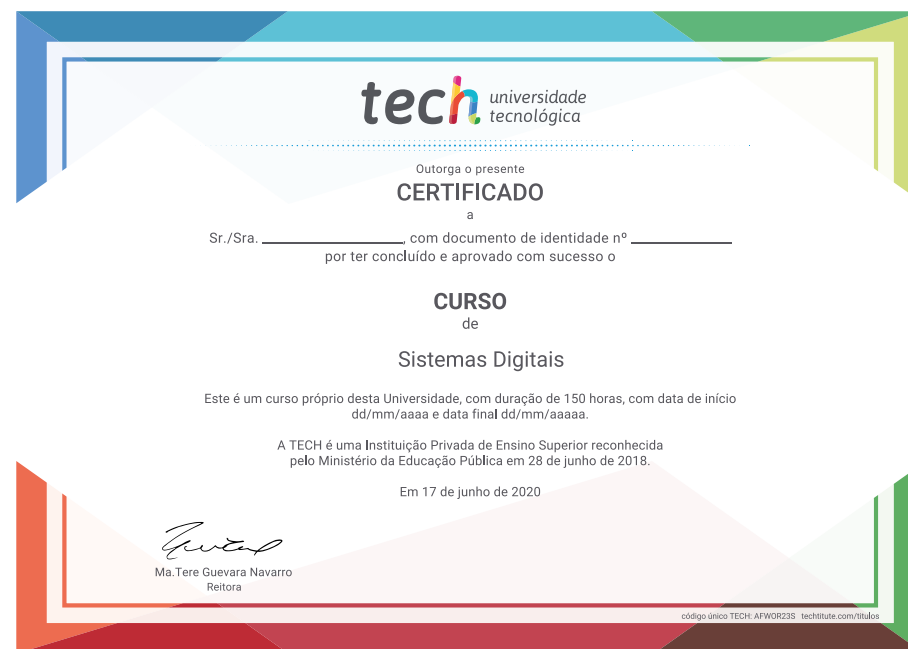 tech universidade
tecnológica
Outorga o presente
CERTIFICADO
a
Sr./Sra. ________________, com documento de identidade nº ____________
por ter concluído e aprovado com sucesso o
CURSO
de
Sistemas Digitais
Este é um curso próprio desta Universidade, com duração de 150 horas, com data de início
dd/mm/aaaa e data final dd/mm/aaaaa.
A TECH é uma Instituição Privada de Ensino Superior reconhecida
pelo Ministério da Educação Pública em 28 de junho de 2018.
Em 17 de junho de 2020
Ma.Tere Guevara Navarro
Reitora
código único TECH: AFWOR23S techtitute.com/titulos